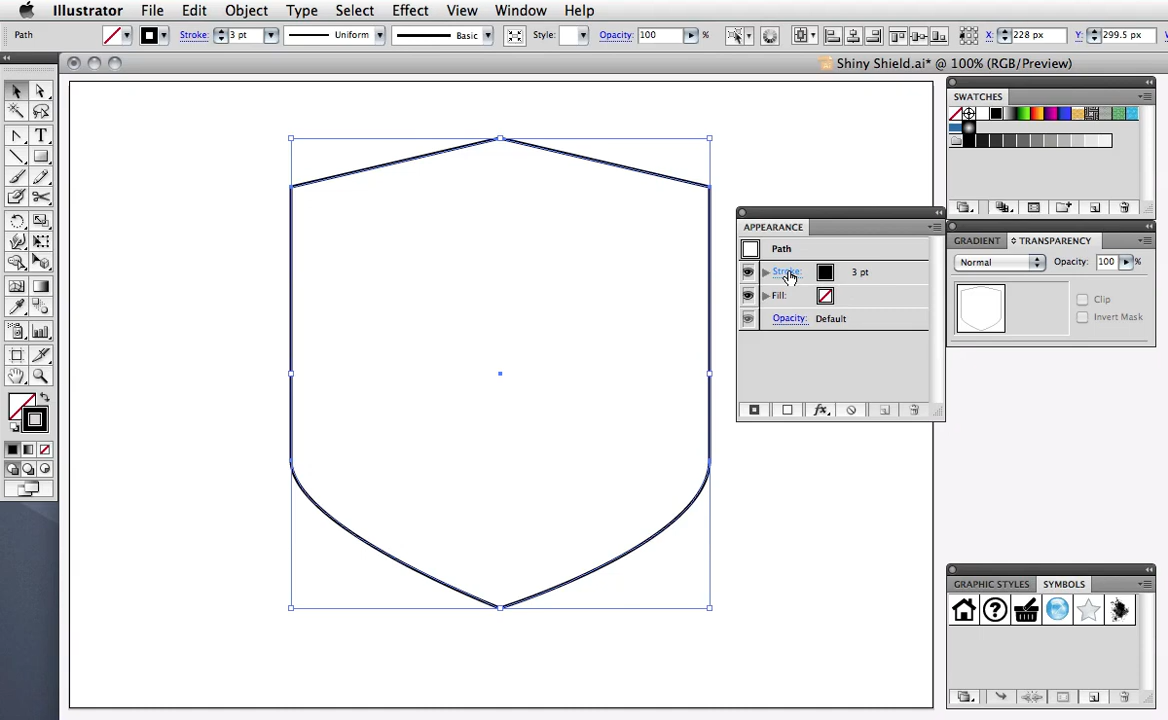 Illustrator File Edit Object Type Select Effect View Window Help
Path Stroke: 3 pt Uniform Basic Style: Opacity: 100 % X: 228 px Y: 299.5 px
Shiny Shield.ai* @ 100% (RGB/Preview)
SWATCHES
APPEARANCE
Path
Stroke: 3 pt
Fill:
Opacity: Default
fx
GRADIENT TRANSPARENCY
Normal Opacity: 100 %
Clip
Invert Mask
GRAPHIC STYLES SYMBOLS